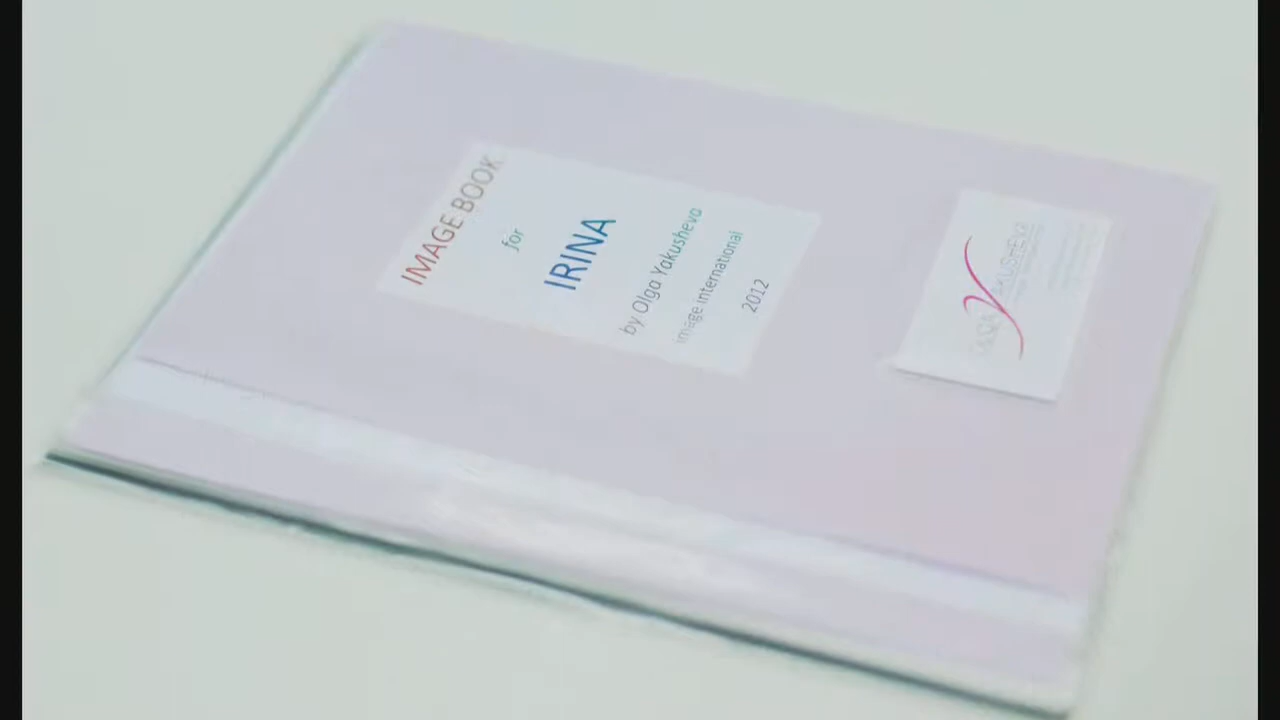 IMAGE BOOK
for
IRINA
by Olga Yakusheva
image international
2012